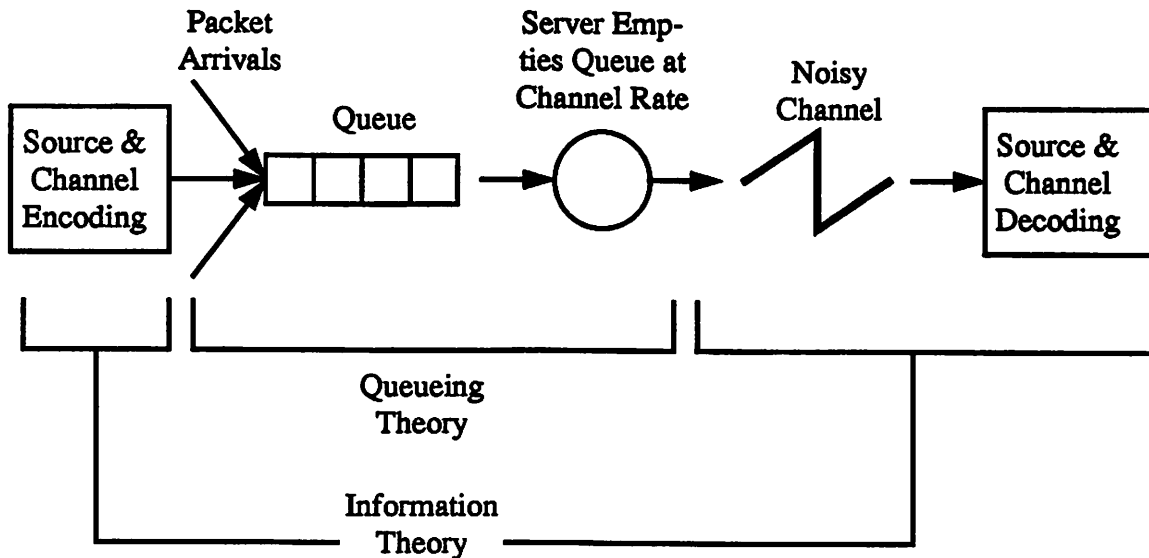 Packet
Arrivals
Server Emp-
ties Queue at
Channel Rate
Noisy
Channel
Queue
Source &
Channel
Encoding
Source &
Channel
Decoding
Queueing
Theory
Information
Theory